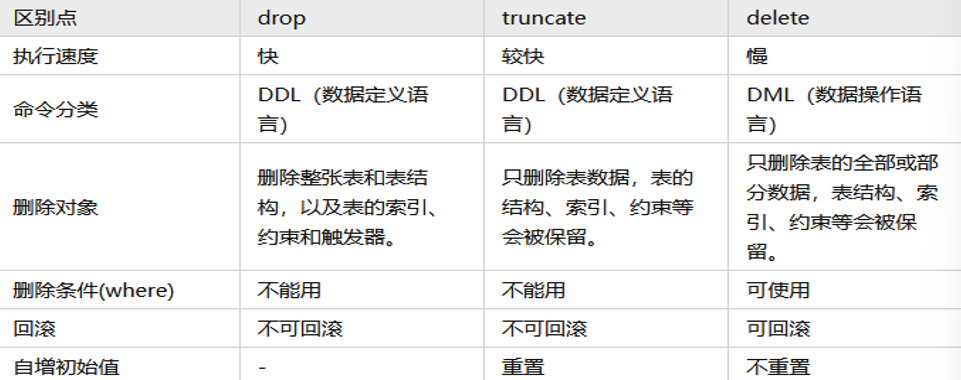 区别点 drop truncate delete
执行速度 快 较快 慢
命令分类 DDL（数据定义语言） DDL（数据定义语言） DML（数据操作语言）
删除对象 删除整张表和表结构，以及表的索引、约束和触发器。 只删除表数据，表的结构、索引、约束等会被保留。 只删除表的全部或部分数据，表结构、索引、约束等会被保留。
删除条件(where) 不能用 不能用 可使用
回滚 不可回滚 不可回滚 可回滚
自增初始值 - 重置 不重置